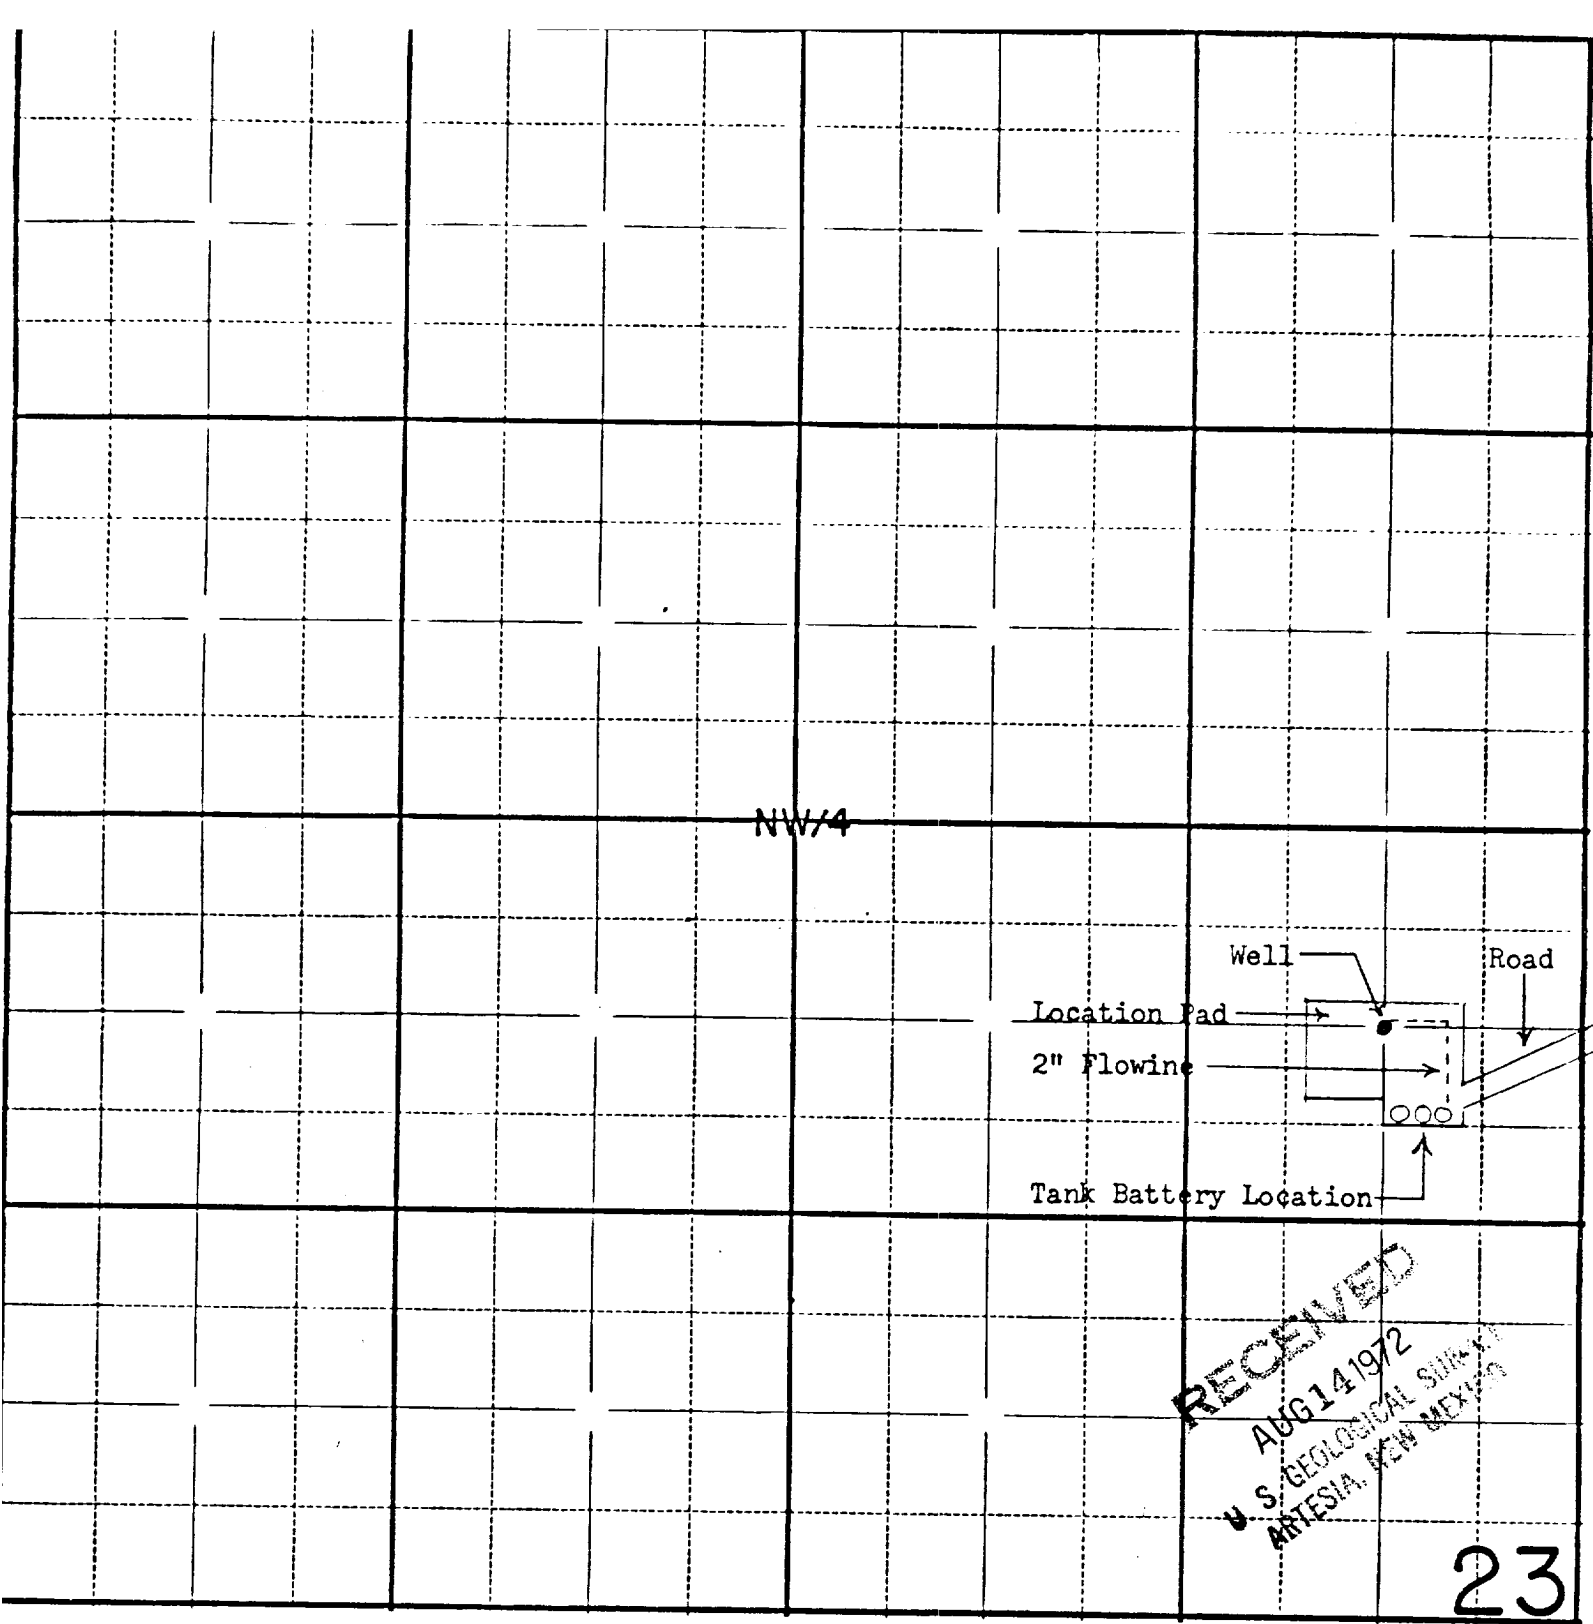 NW/4
Well
Road
Location Pad
2" Flowine
Tank Battery Location
RECEIVED
AUG 14 1972
U S GEOLOGICAL SURVEY
ARTESIA, NEW MEXICO
23